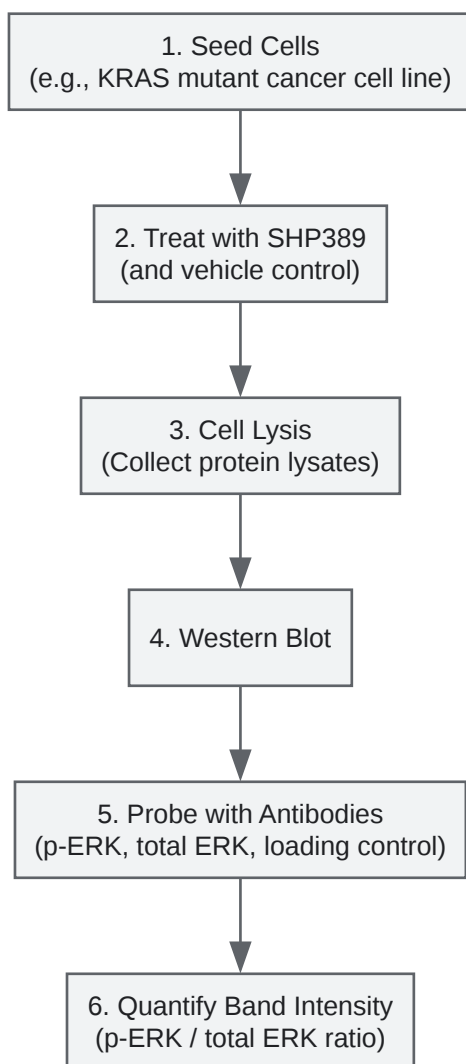 1. Seed Cells
(e.g., KRAS mutant cancer cell line)
2. Treat with SHP389
(and vehicle control)
3. Cell Lysis
(Collect protein lysates)
4. Western Blot
5. Probe with Antibodies
(p-ERK, total ERK, loading control)
6. Quantify Band Intensity
(p-ERK / total ERK ratio)